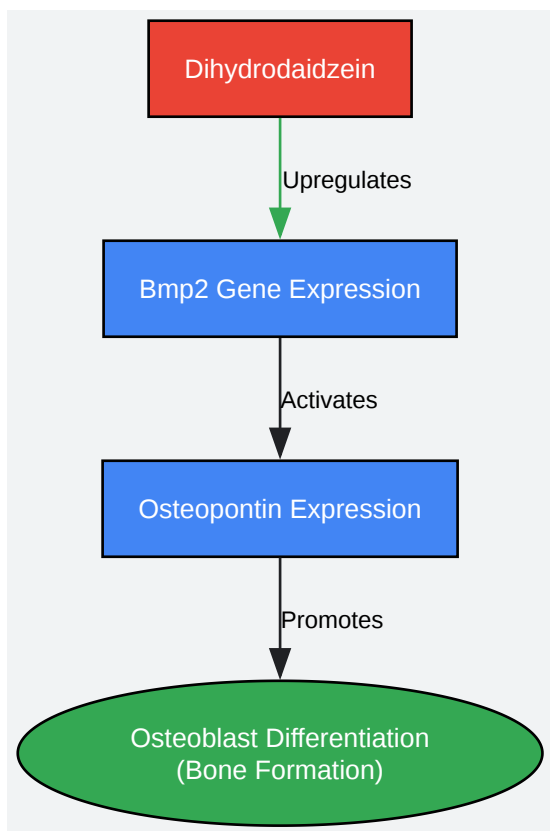 Dihydrodaidzein
Upregulates
Bmp2 Gene Expression
Activates
Osteopontin Expression
Promotes
Osteoblast Differentiation
(Bone Formation)